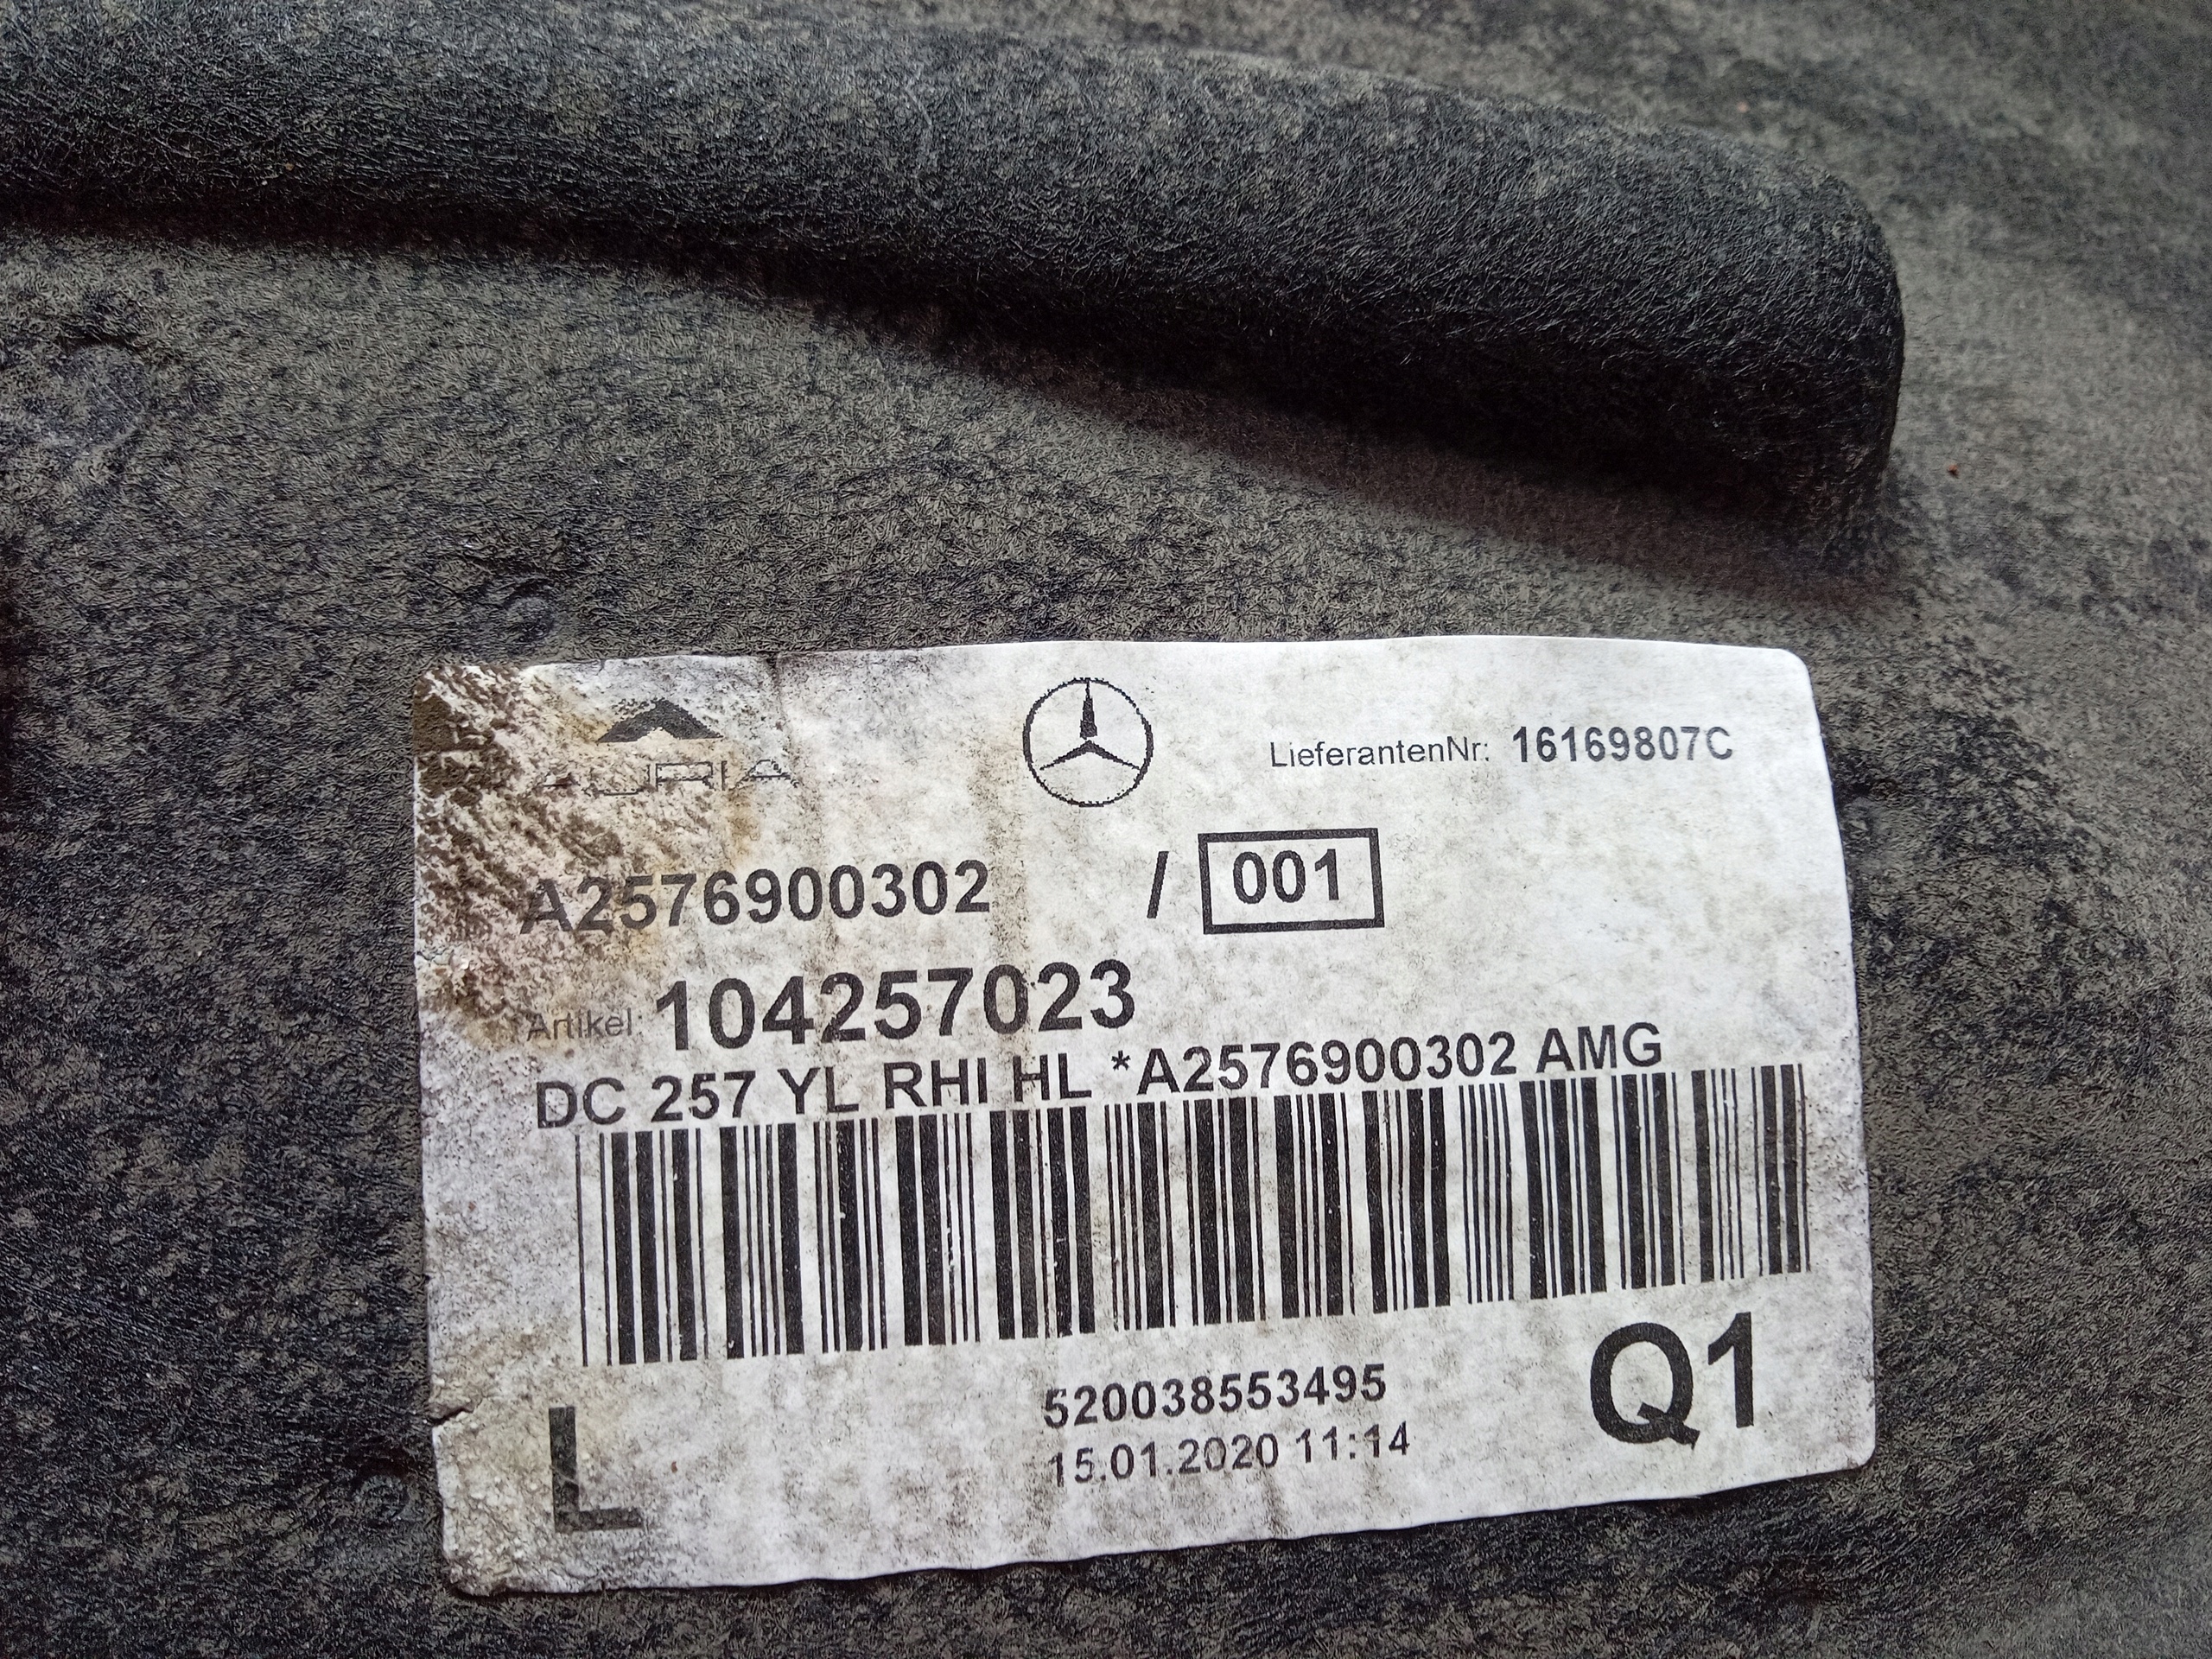 AURIA
LieferantenNr: 16169807C
A2576900302 / 001
Artikel: 104257023
DC 257 YL RHI HL *A2576900302 AMG
520038553495
15.01.2020 11:14
L
Q1